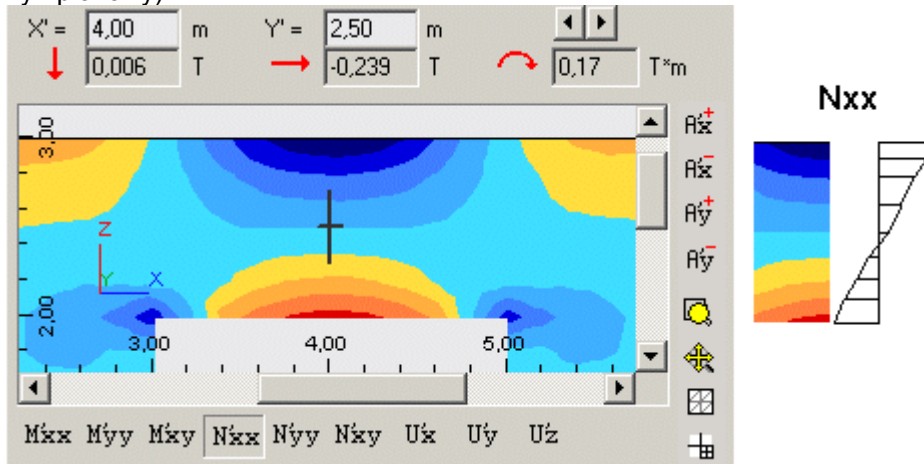 X' = 4,00 m Y' = 2,50 m
0,006 T -0,239 T 0,17 T*m
Nxx
3,00
Z
Y X
2,00
3,00 4,00 5,00
A'x+
A'x-
A'y+
A'y-
M'xx M'yy M'xy N'xx N'yy N'xy U'x U'y U'z